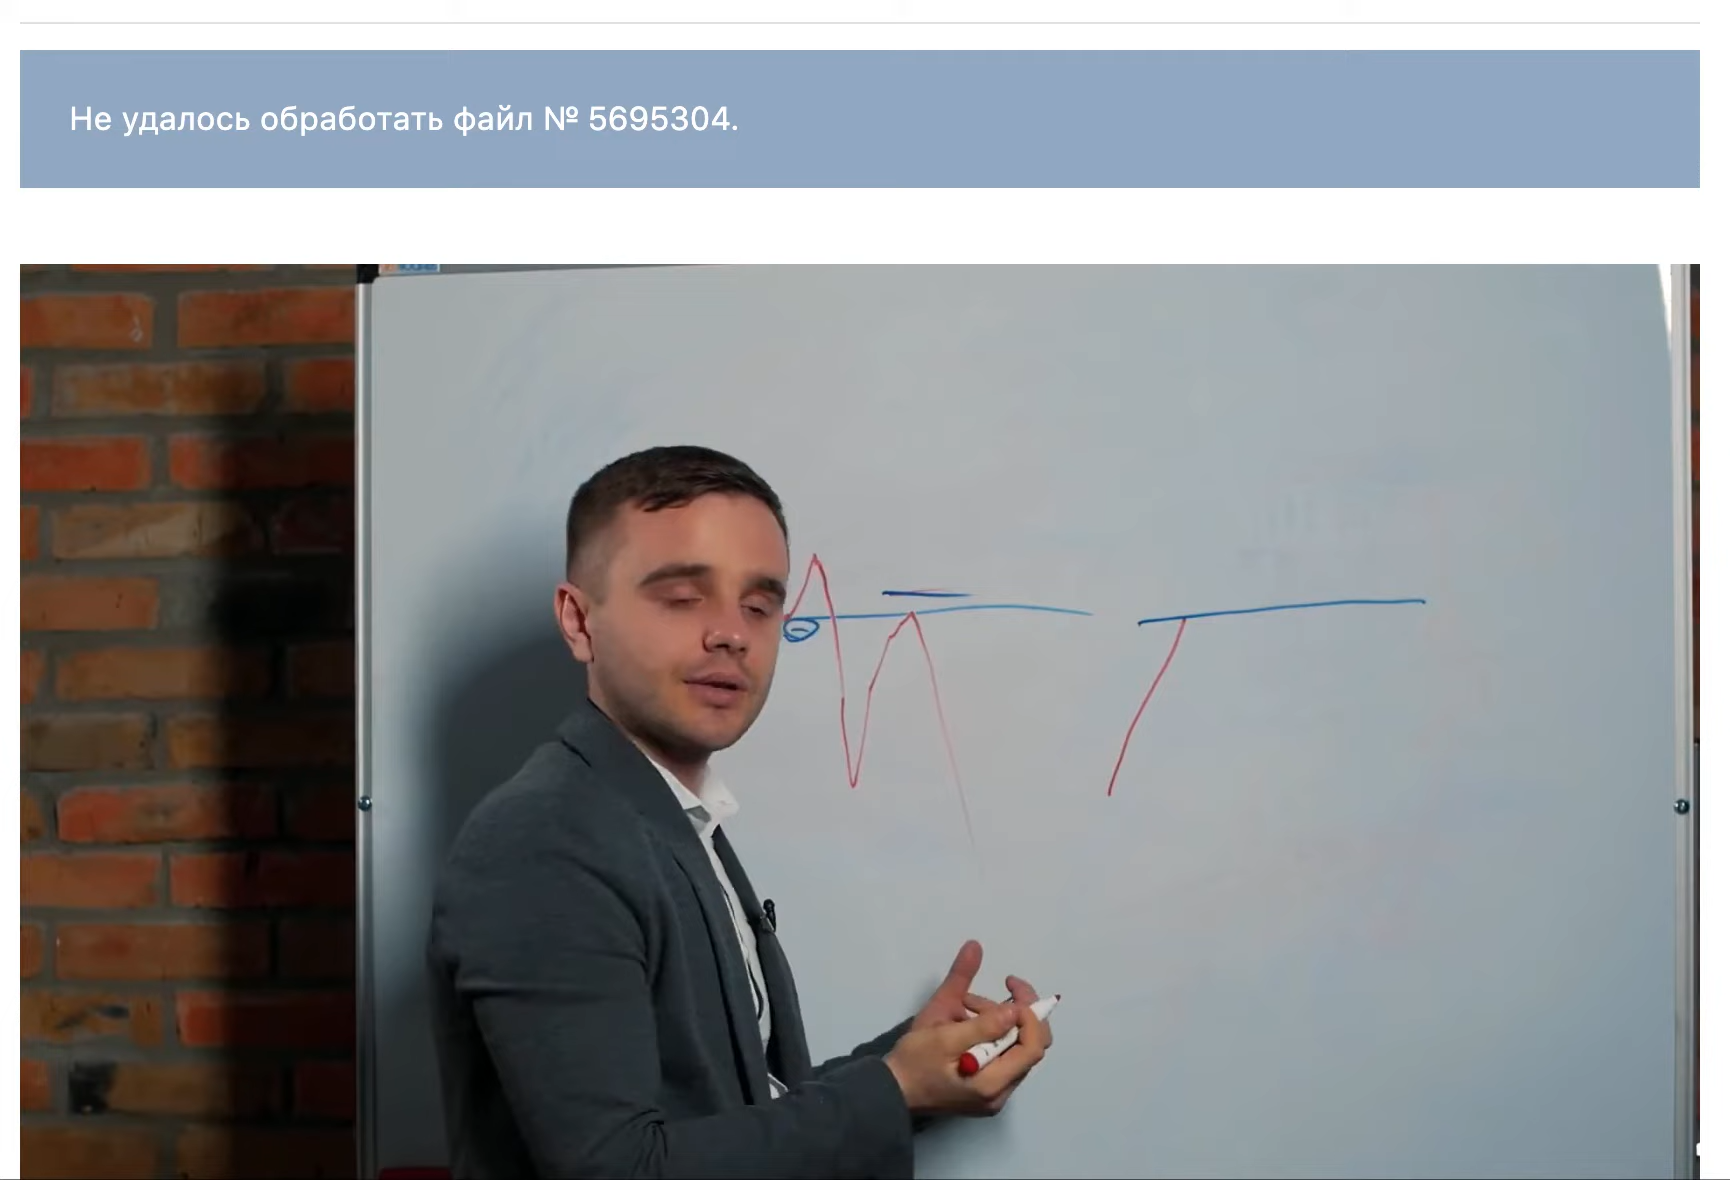 Не удалось обработать файл № 5695304.